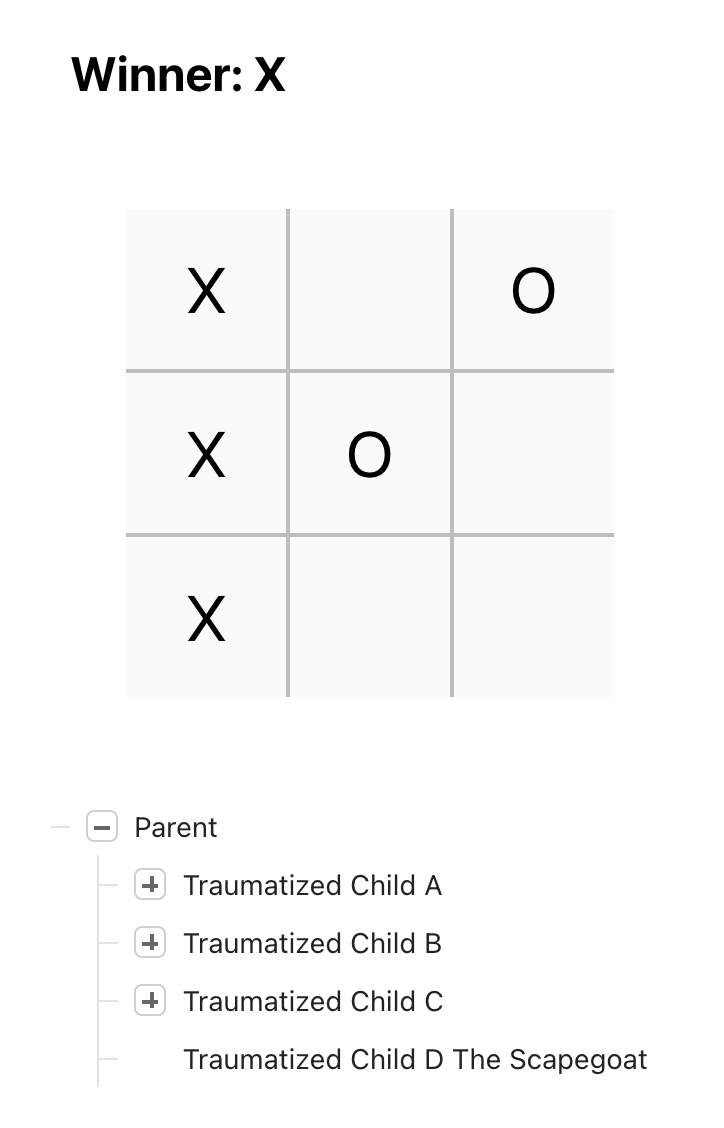 Winner: X
X O
X O
X
Parent
Traumatized Child A
Traumatized Child B
Traumatized Child C
Traumatized Child D The Scapegoat